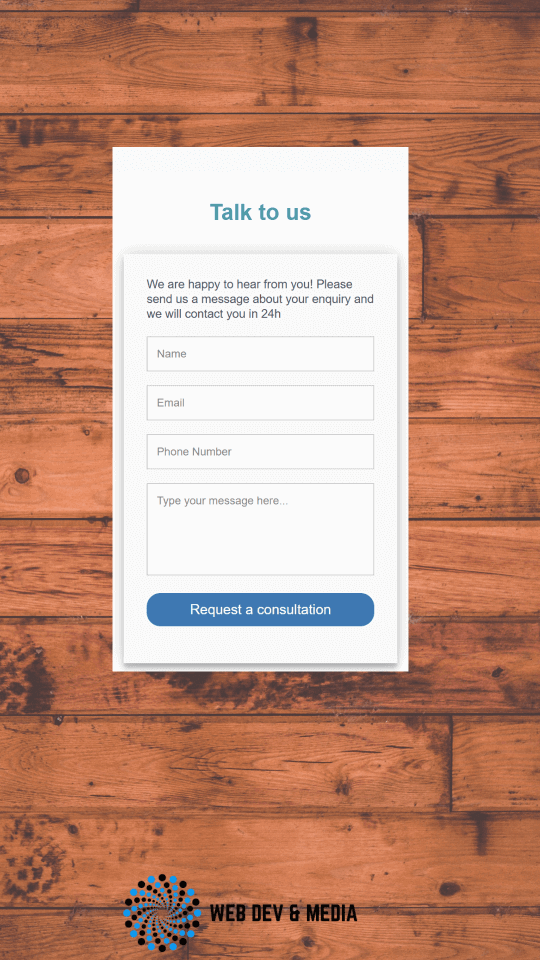 Talk to us
We are happy to hear from you! Please
send us a message about your enquiry and
we will contact you in 24h
Name
Email
Phone Number
Type your message here...
Request a consultation
WEB DEV & MEDIA